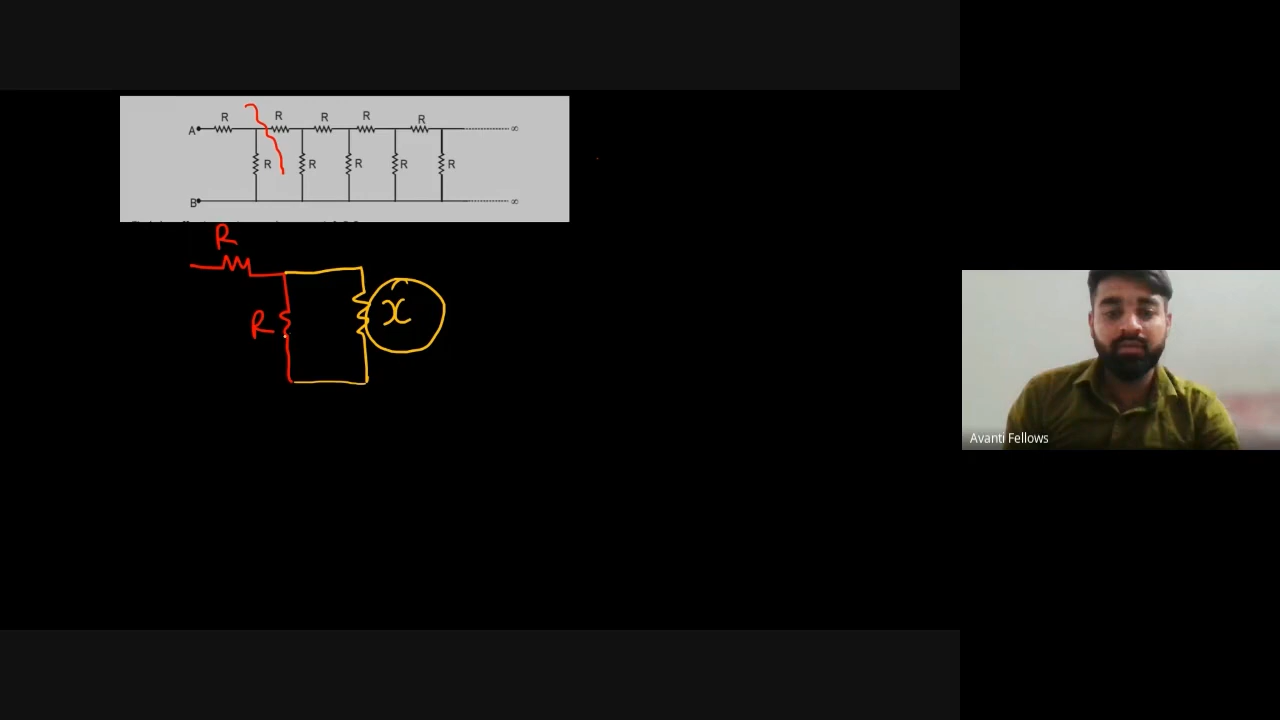 R R R R R
A ∞
R R R R R
B ∞
R
R x
Avanti Fellows